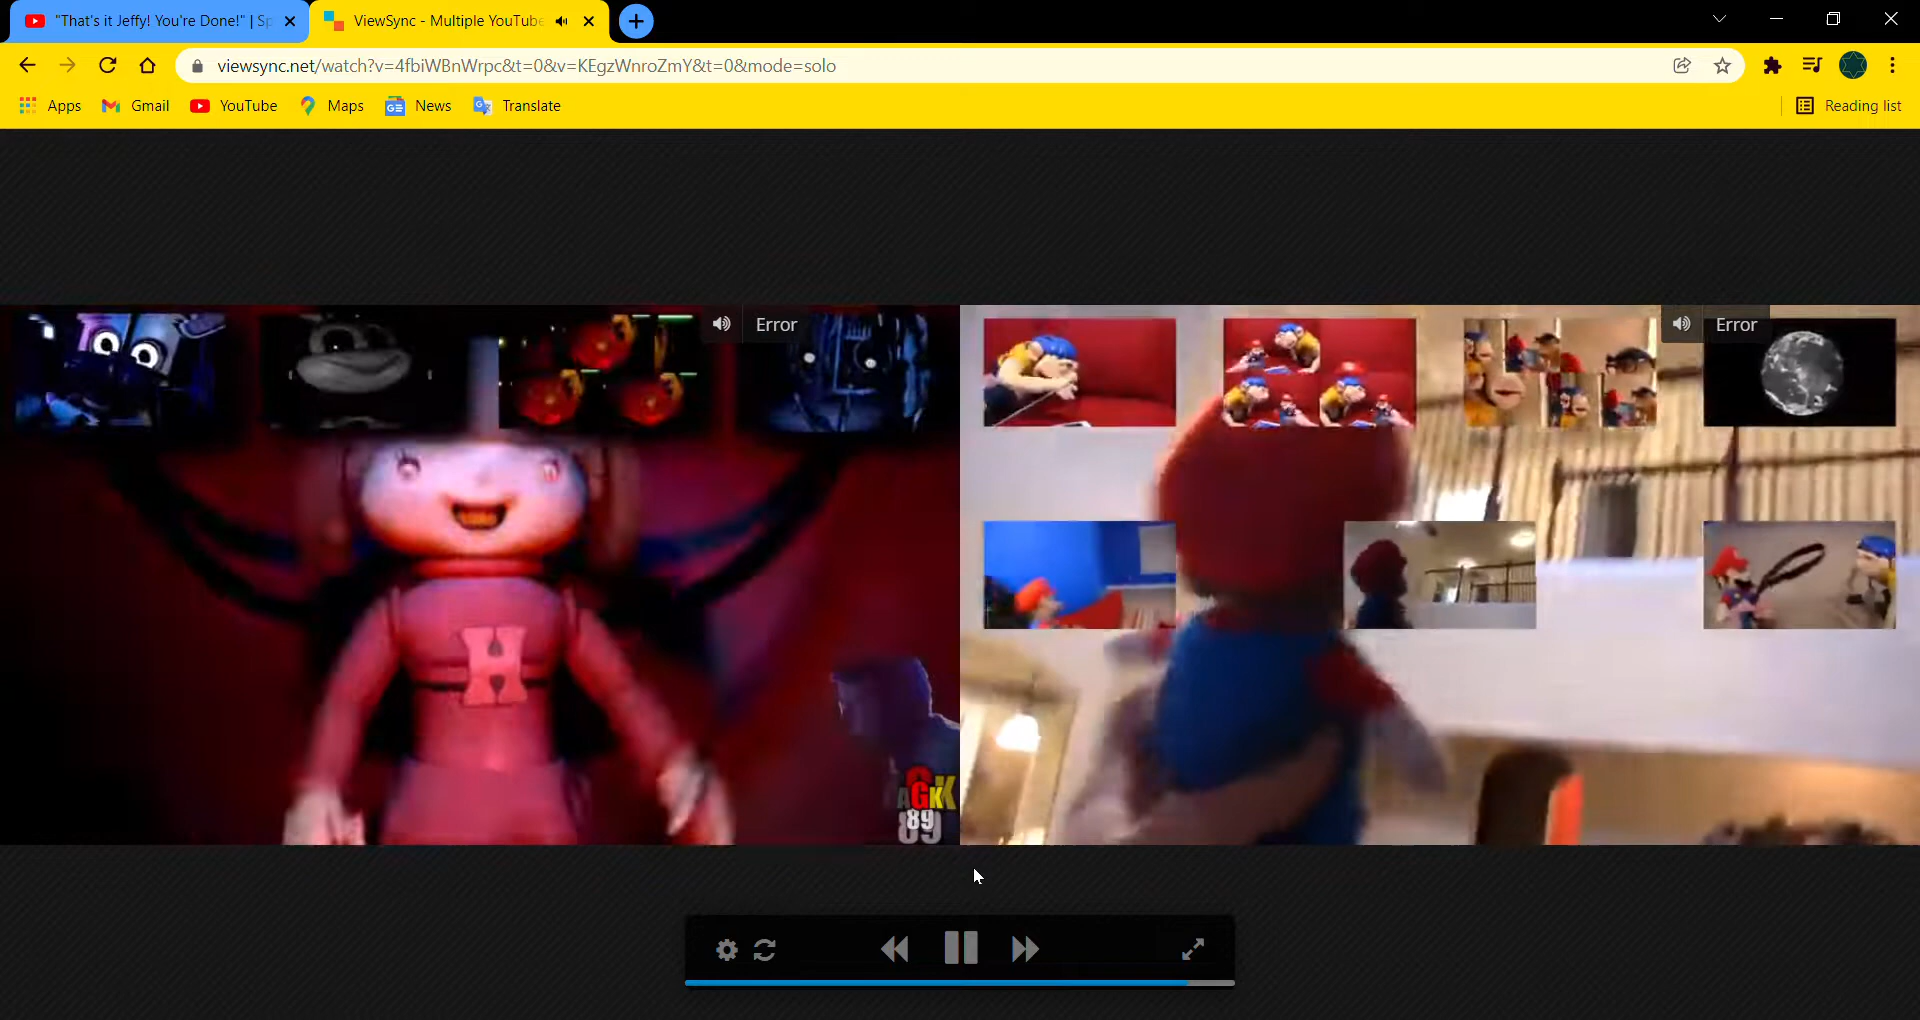 "That's it Jeffy! You're Done!" | Sp
ViewSync - Multiple YouTube
viewsync.net/watch?v=4fbiWBnWrpc&t=0&v=KEgzWnroZmY&t=0&mode=solo
Apps
Gmail
YouTube
Maps
News
Translate
Reading list
Error
Error
H
AGKK
89